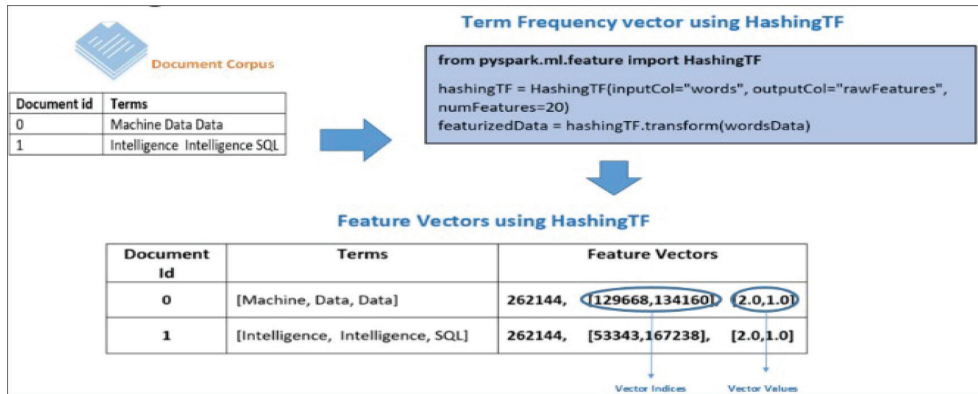 Term Frequency vector using HashingTF
Document Corpus
from pyspark.ml.feature import HashingTF
hashingTF = HashingTF(inputCol="words", outputCol="rawFeatures",
numFeatures=20)
featurizedData = hashingTF.transform(wordsData)
Document id Terms
0 Machine Data Data
1 Intelligence Intelligence SQL
Feature Vectors using HashingTF
Document Id Terms Feature Vectors
0 [Machine, Data, Data] 262144, [129668,134160], [2.0,1.0]
1 [Intelligence, Intelligence, SQL] 262144, [53343,167238], [2.0,1.0]
Vector Indices Vector Values